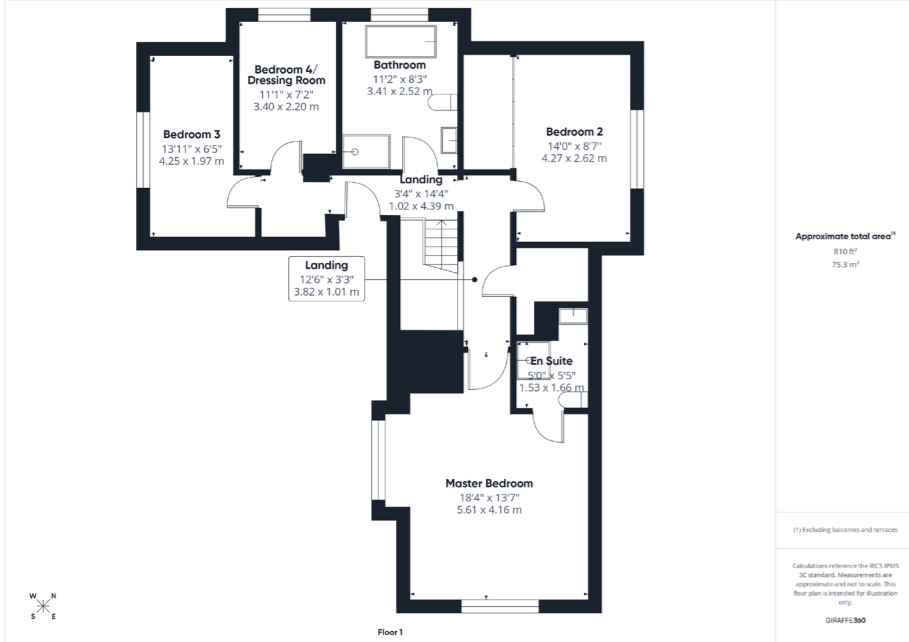 Bedroom 4/
Dressing Room
11'1" x 7'2"
3.40 x 2.20 m
Bathroom
11'2" x 8'3"
3.41 x 2.52 m
Bedroom 3
13'11" x 6'5"
4.25 x 1.97 m
Bedroom 2
14'0" x 8'7"
4.27 x 2.62 m
Landing
3'4" x 14'4"
1.02 x 4.39 m
Landing
12'6" x 3'3"
3.82 x 1.01 m
En Suite
5'0" x 5'5"
1.53 x 1.66 m
Master Bedroom
18'4" x 13'7"
5.61 x 4.16 m
W N
S E
Floor 1
Approximate total area⁽¹⁾
810 ft²
75.3 m²
(1) Excluding balconies and terraces
Calculations reference the RICS IPMS
3C standard. Measurements are
approximate and not to scale. This
floor plan is intended for illustration
only.
GIRAFFE360